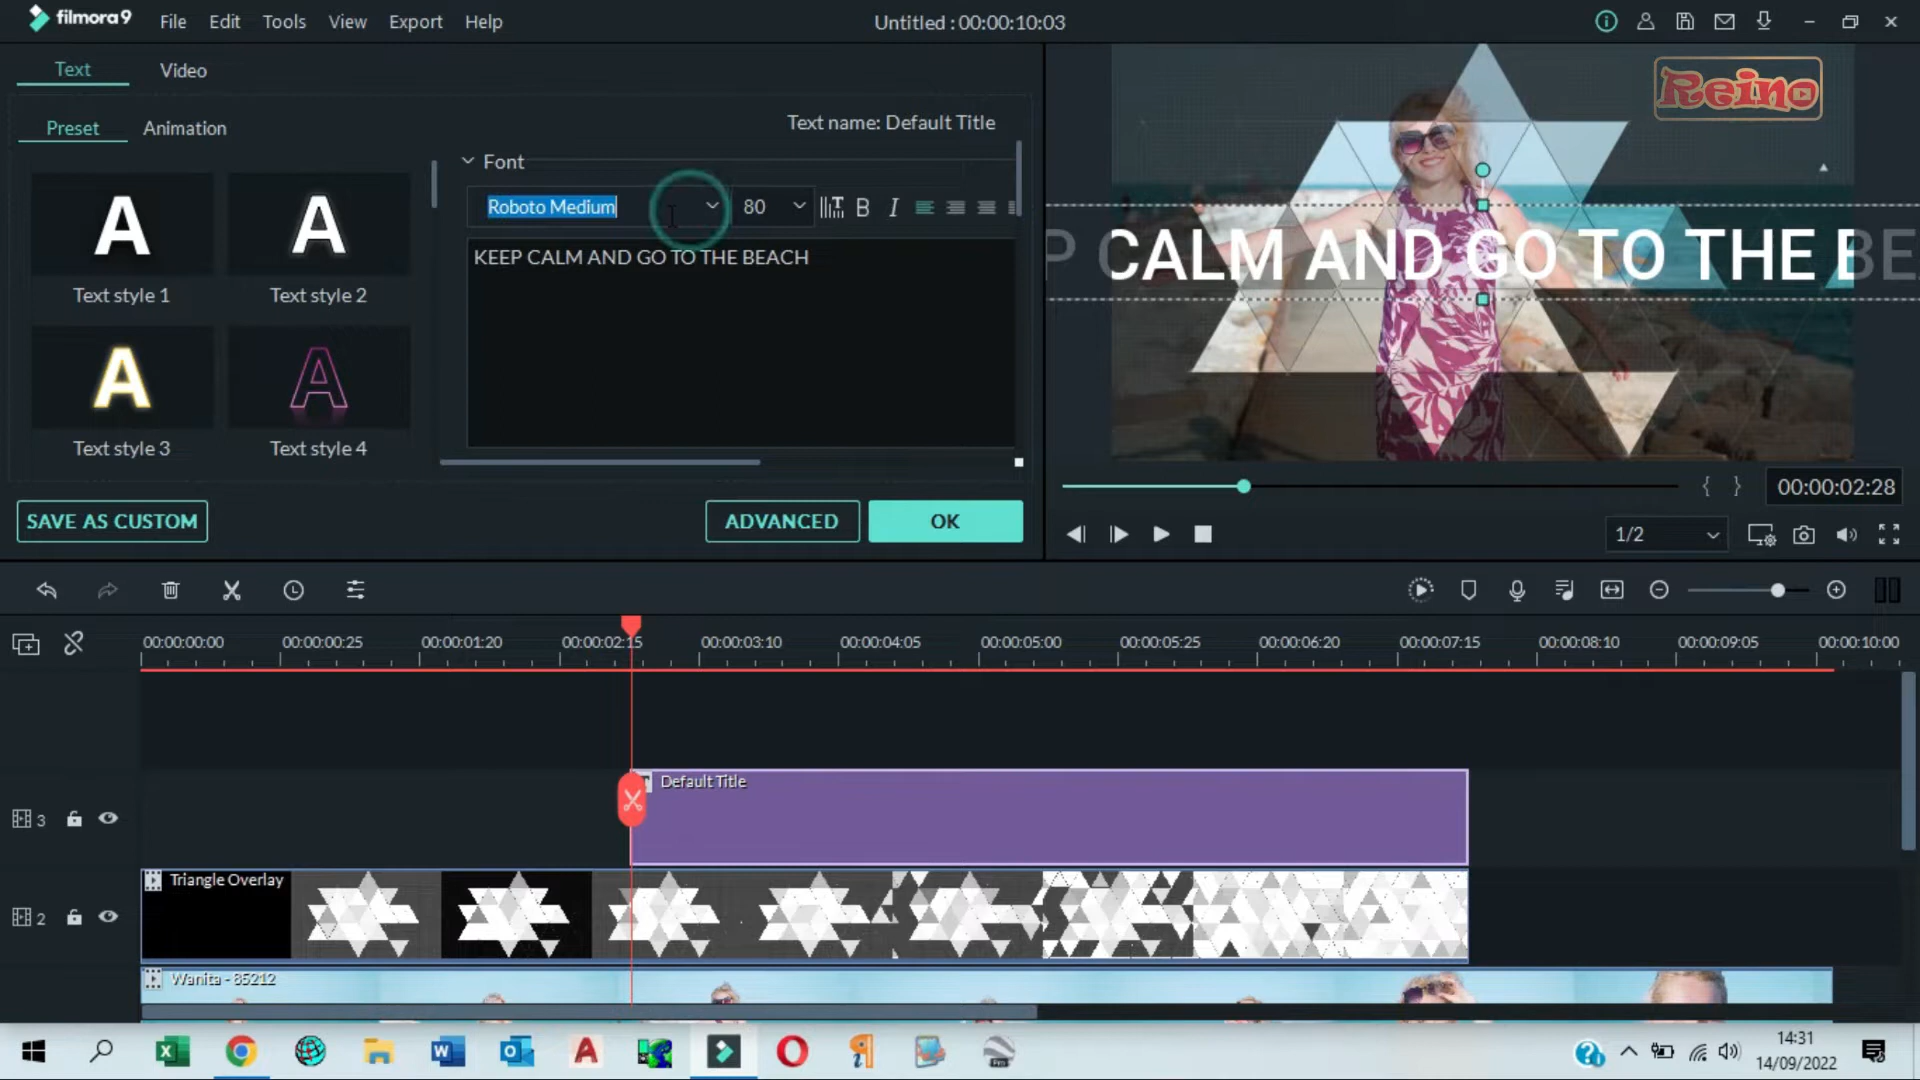 filmora9 File Edit Tools View Export Help Untitled : 00:00:10:03
Text Video
Reino
Preset Animation Text name: Default Title
Font
Roboto Medium 80 B I
KEEP CALM AND GO TO THE BEACH
P CALM AND GO TO THE BE
A A
Text style 1 Text style 2
A A
Text style 3 Text style 4
00:00:02:28
SAVE AS CUSTOM ADVANCED OK
1/2
00:00:00:00 00:00:00:25 00:00:01:20 00:00:02:15 00:00:03:10 00:00:04:05 00:00:05:00 00:00:05:25 00:00:06:20 00:00:07:15 00:00:08:10 00:00:09:05 00:00:10:00
Default Title
3
Triangle Overlay
2
Wanita - 85212
14:31
14/09/2022